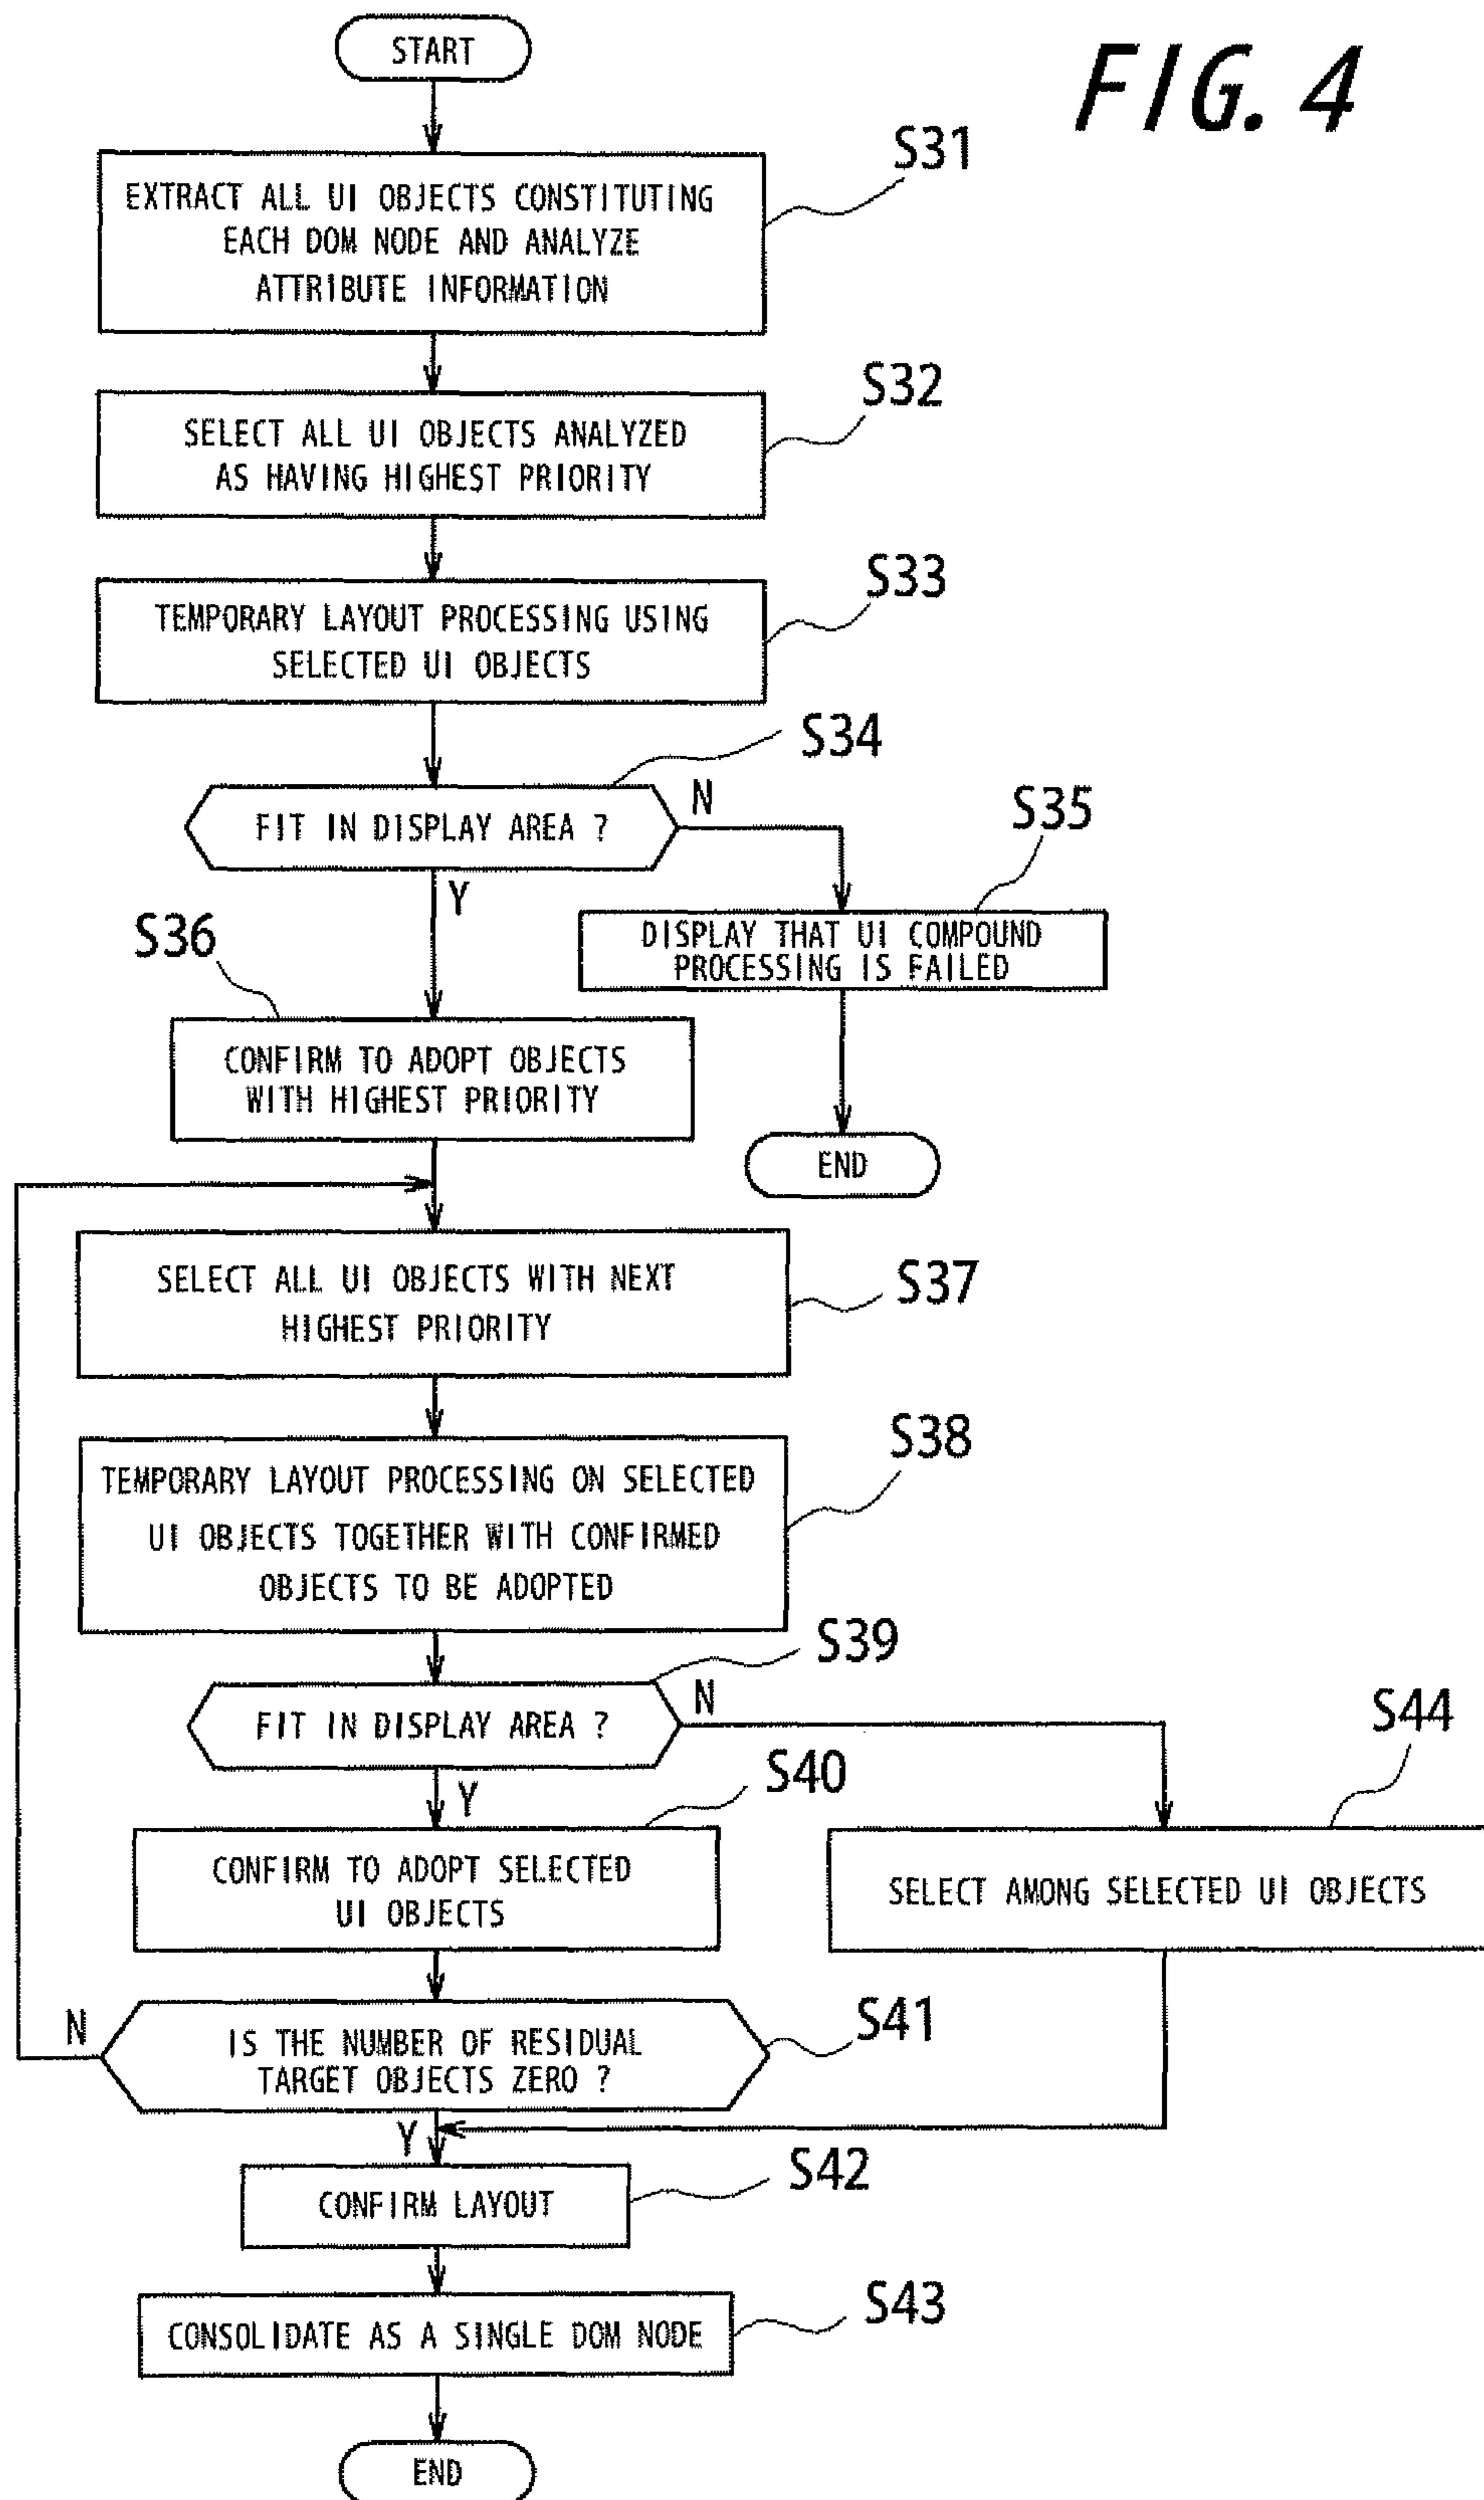 START
FIG. 4
S31
EXTRACT ALL UI OBJECTS CONSTITUTING
EACH DOM NODE AND ANALYZE
ATTRIBUTE INFORMATION
S32
SELECT ALL UI OBJECTS ANALYZED
AS HAVING HIGHEST PRIORITY
S33
TEMPORARY LAYOUT PROCESSING USING
SELECTED UI OBJECTS
S34
FIT IN DISPLAY AREA ?
N
Y
S35
DISPLAY THAT UI COMPOUND
PROCESSING IS FAILED
END
S36
CONFIRM TO ADOPT OBJECTS
WITH HIGHEST PRIORITY
S37
SELECT ALL UI OBJECTS WITH NEXT
HIGHEST PRIORITY
S38
TEMPORARY LAYOUT PROCESSING ON SELECTED
UI OBJECTS TOGETHER WITH CONFIRMED
OBJECTS TO BE ADOPTED
S39
FIT IN DISPLAY AREA ?
N
Y
S44
SELECT AMONG SELECTED UI OBJECTS
S40
CONFIRM TO ADOPT SELECTED
UI OBJECTS
S41
IS THE NUMBER OF RESIDUAL
TARGET OBJECTS ZERO ?
N
Y
S42
CONFIRM LAYOUT
S43
CONSOLIDATE AS A SINGLE DOM NODE
END